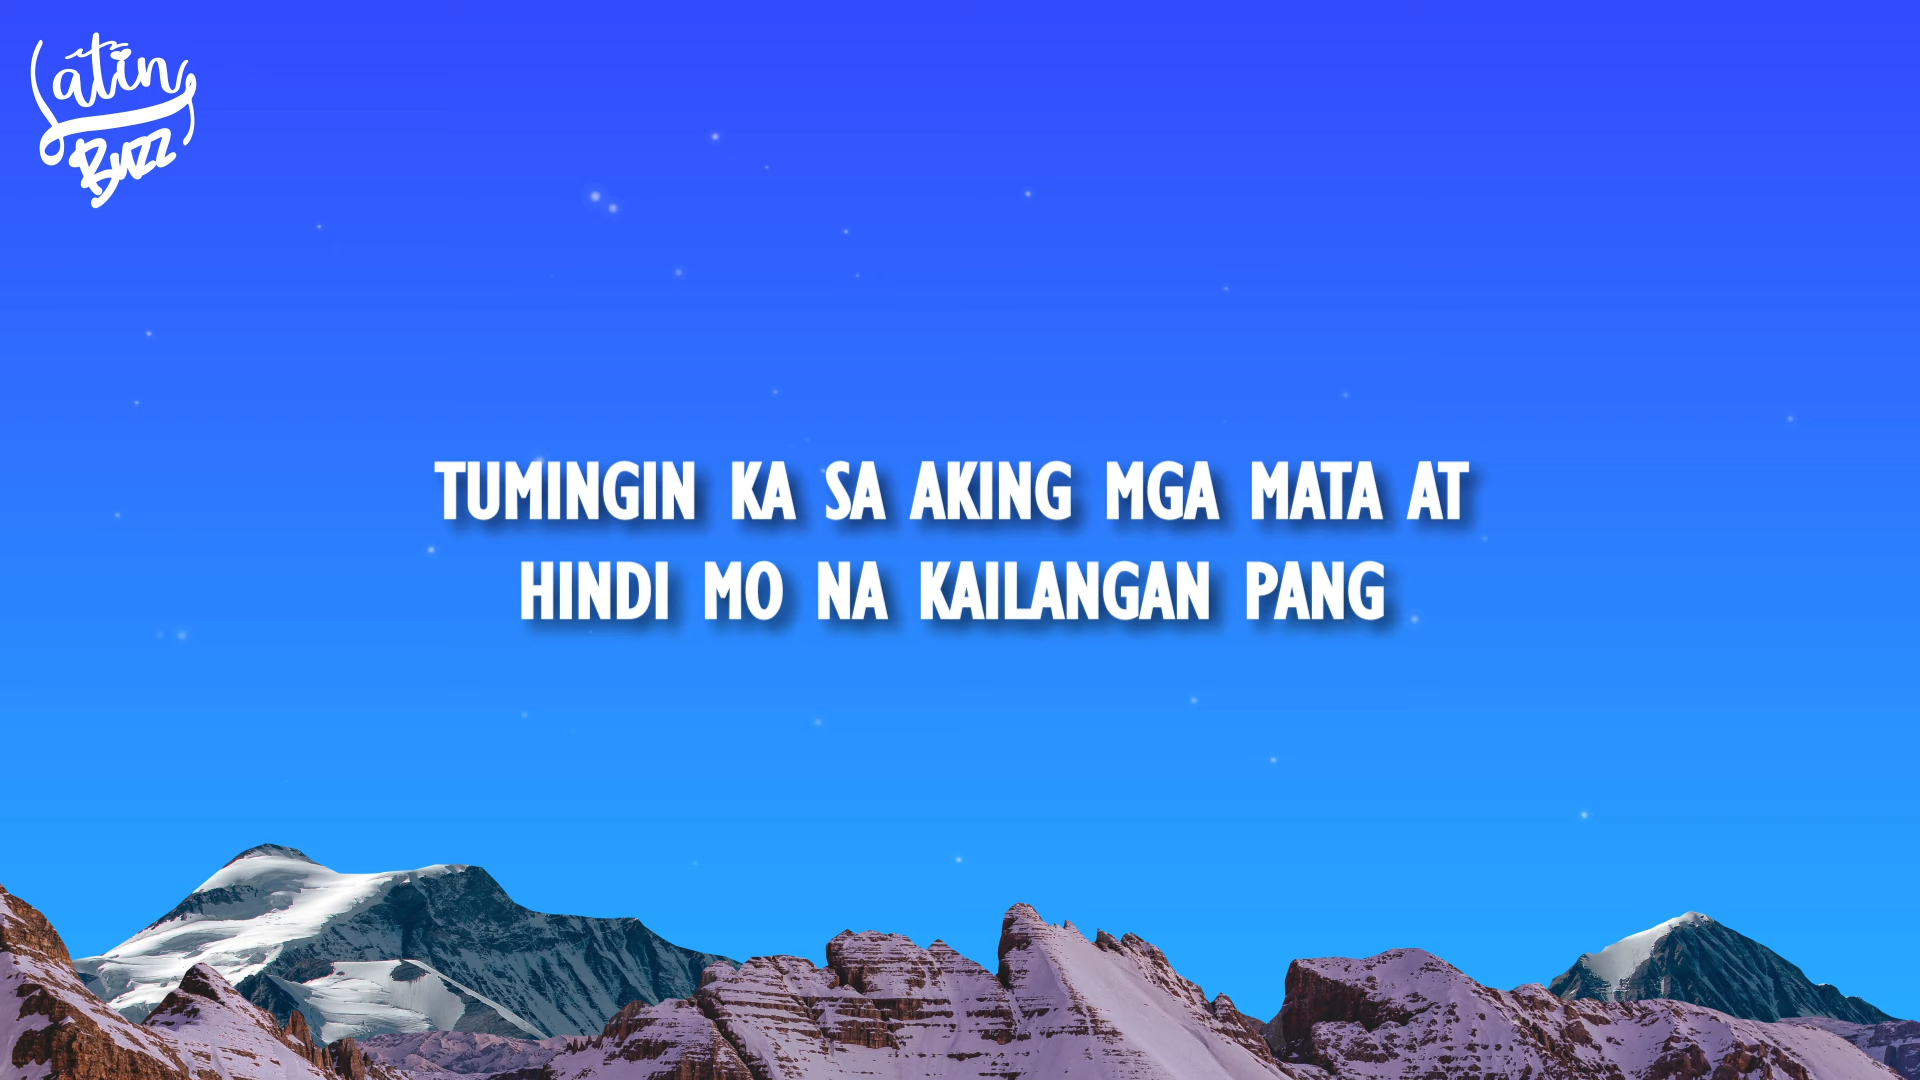 Latin
Buzz
TUMINGIN KA SA AKING MGA MATA AT
HINDI MO NA KAILANGAN PANG